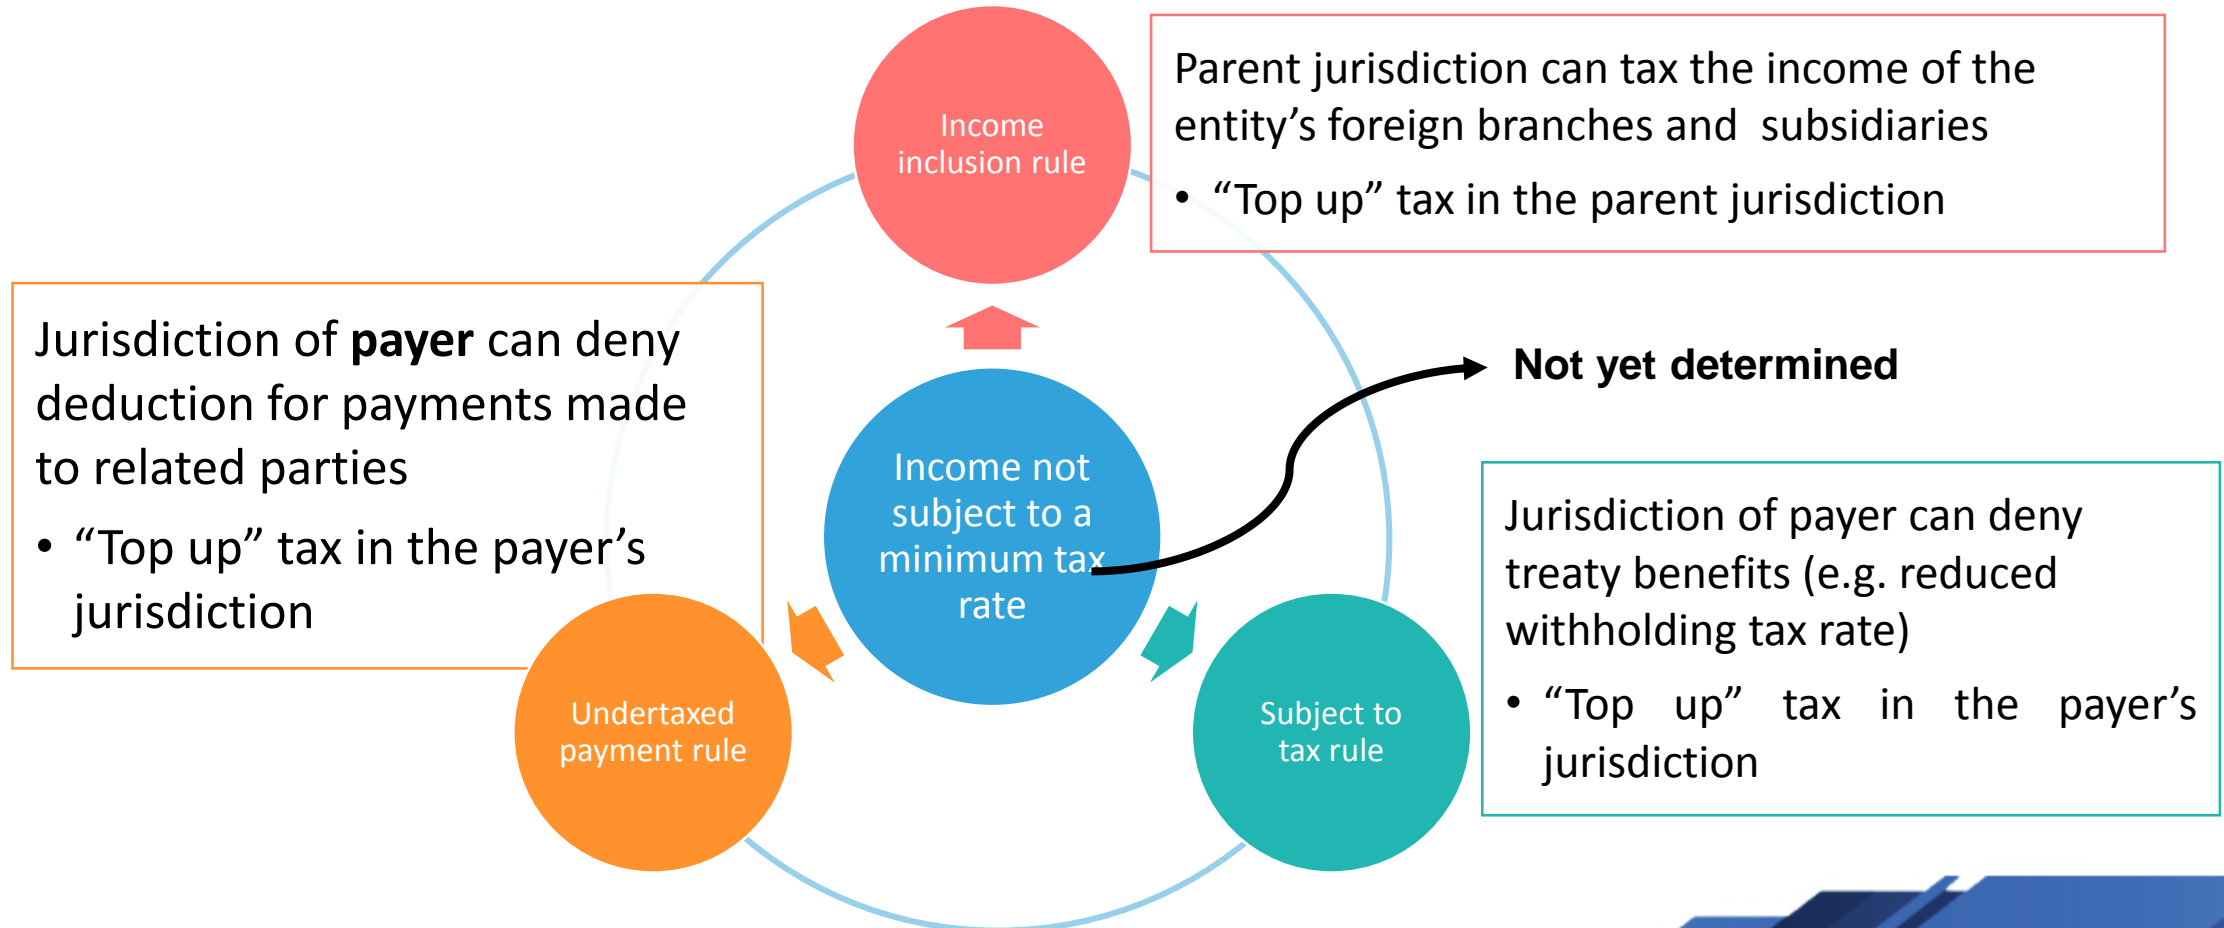 Income
inclusion rule
Parent jurisdiction can tax the income of the
entity’s foreign branches and  subsidiaries
• “Top up” tax in the parent jurisdiction
Jurisdiction of payer can deny
deduction for payments made
to related parties
• “Top up” tax in the payer’s
jurisdiction
Not yet determined
Income not
subject to a
minimum tax
rate
Jurisdiction of payer can deny
treaty benefits (e.g. reduced
withholding tax rate)
• “Top up” tax in the payer’s
jurisdiction
Undertaxed
payment rule
Subject to
tax rule